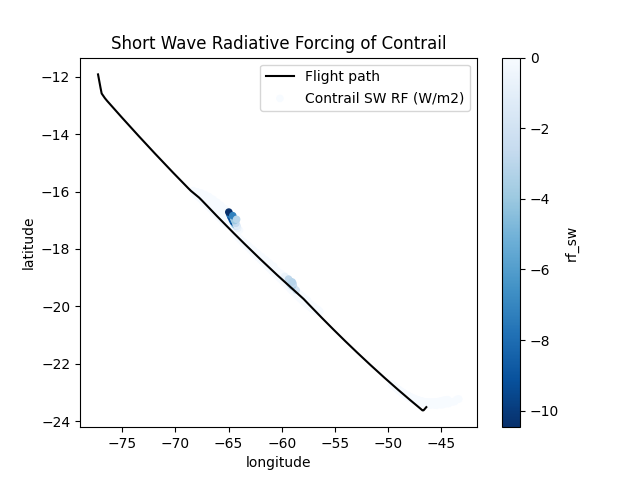 Short Wave Radiative Forcing of Contrail
Flight path
Contrail SW RF (W/m2)
−12
−14
−16
−18
−20
−22
−24
latitude
−75 −70 −65 −60 −55 −50 −45
longitude
0
−2
−4
−6
−8
−10
rf_sw